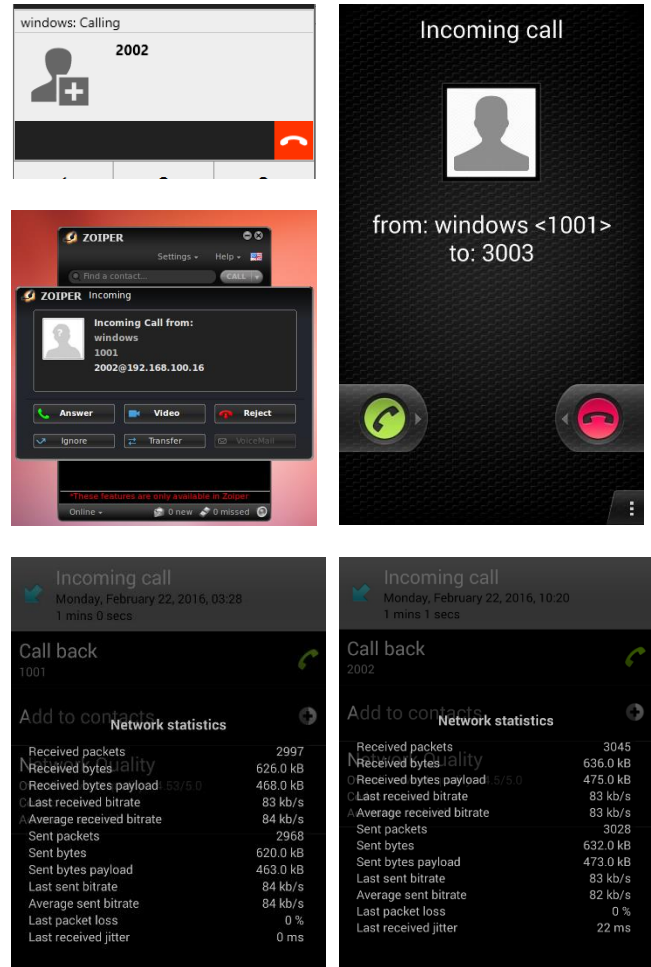 windows: Calling
2002
Incoming call
from: windows <1001>
to: 3003
ZOIPER
Settings
Help
Find a contact...
CALL
ZOIPER Incoming
Incoming Call from:
windows
1001
2002@192.168.100.16
Answer
Video
Reject
Ignore
Transfer
VoiceMail
*These features are only available in Zoiper
Online
0 new
0 missed
Incoming call
Monday, February 22, 2016, 03:28
1 mins 0 secs
Call back
1001
Add to contacts
Network statistics
Network Quality
Received packets 2997
Received bytes 626.0 kB
Received bytes payload 468.0 kB
Last received bitrate 83 kb/s
Average received bitrate 84 kb/s
Sent packets 2968
Sent bytes 620.0 kB
Sent bytes payload 463.0 kB
Last sent bitrate 84 kb/s
Average sent bitrate 84 kb/s
Last packet loss 0 %
Last received jitter 0 ms
Incoming call
Monday, February 22, 2016, 10:20
1 mins 1 secs
Call back
2002
Add to contacts
Network statistics
Network Quality
Received packets 3045
Received bytes 636.0 kB
Received bytes payload 475.0 kB
Last received bitrate 83 kb/s
Average received bitrate 83 kb/s
Sent packets 3028
Sent bytes 632.0 kB
Sent bytes payload 473.0 kB
Last sent bitrate 83 kb/s
Average sent bitrate 82 kb/s
Last packet loss 0 %
Last received jitter 22 ms